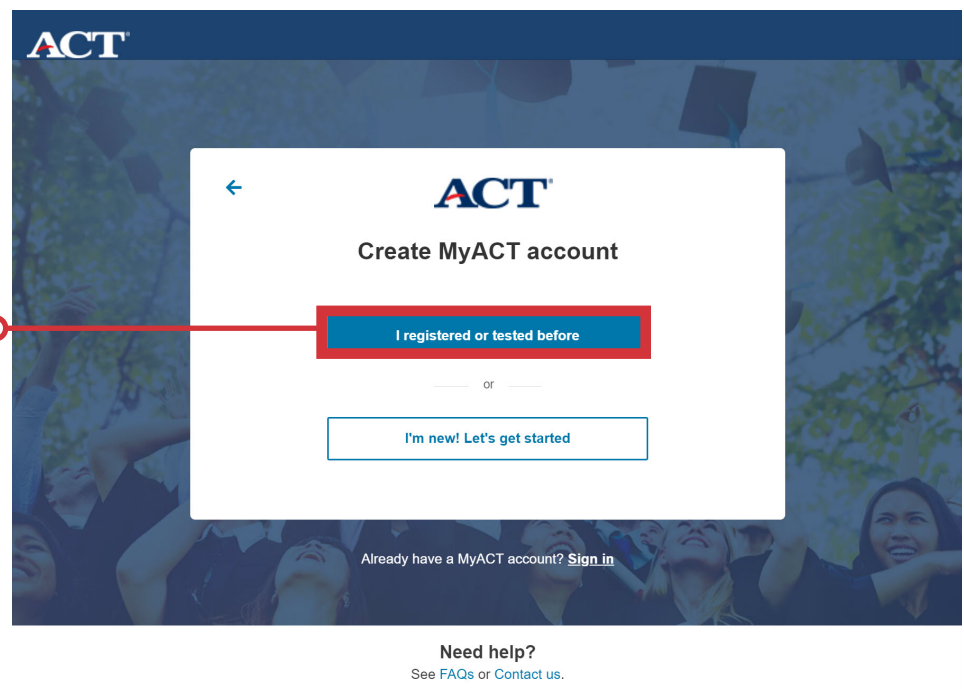 ACT®
ACT®
Create MyACT account
I registered or tested before
or
I'm new! Let's get started
Already have a MyACT account? Sign in
Need help?
See FAQs or Contact us.